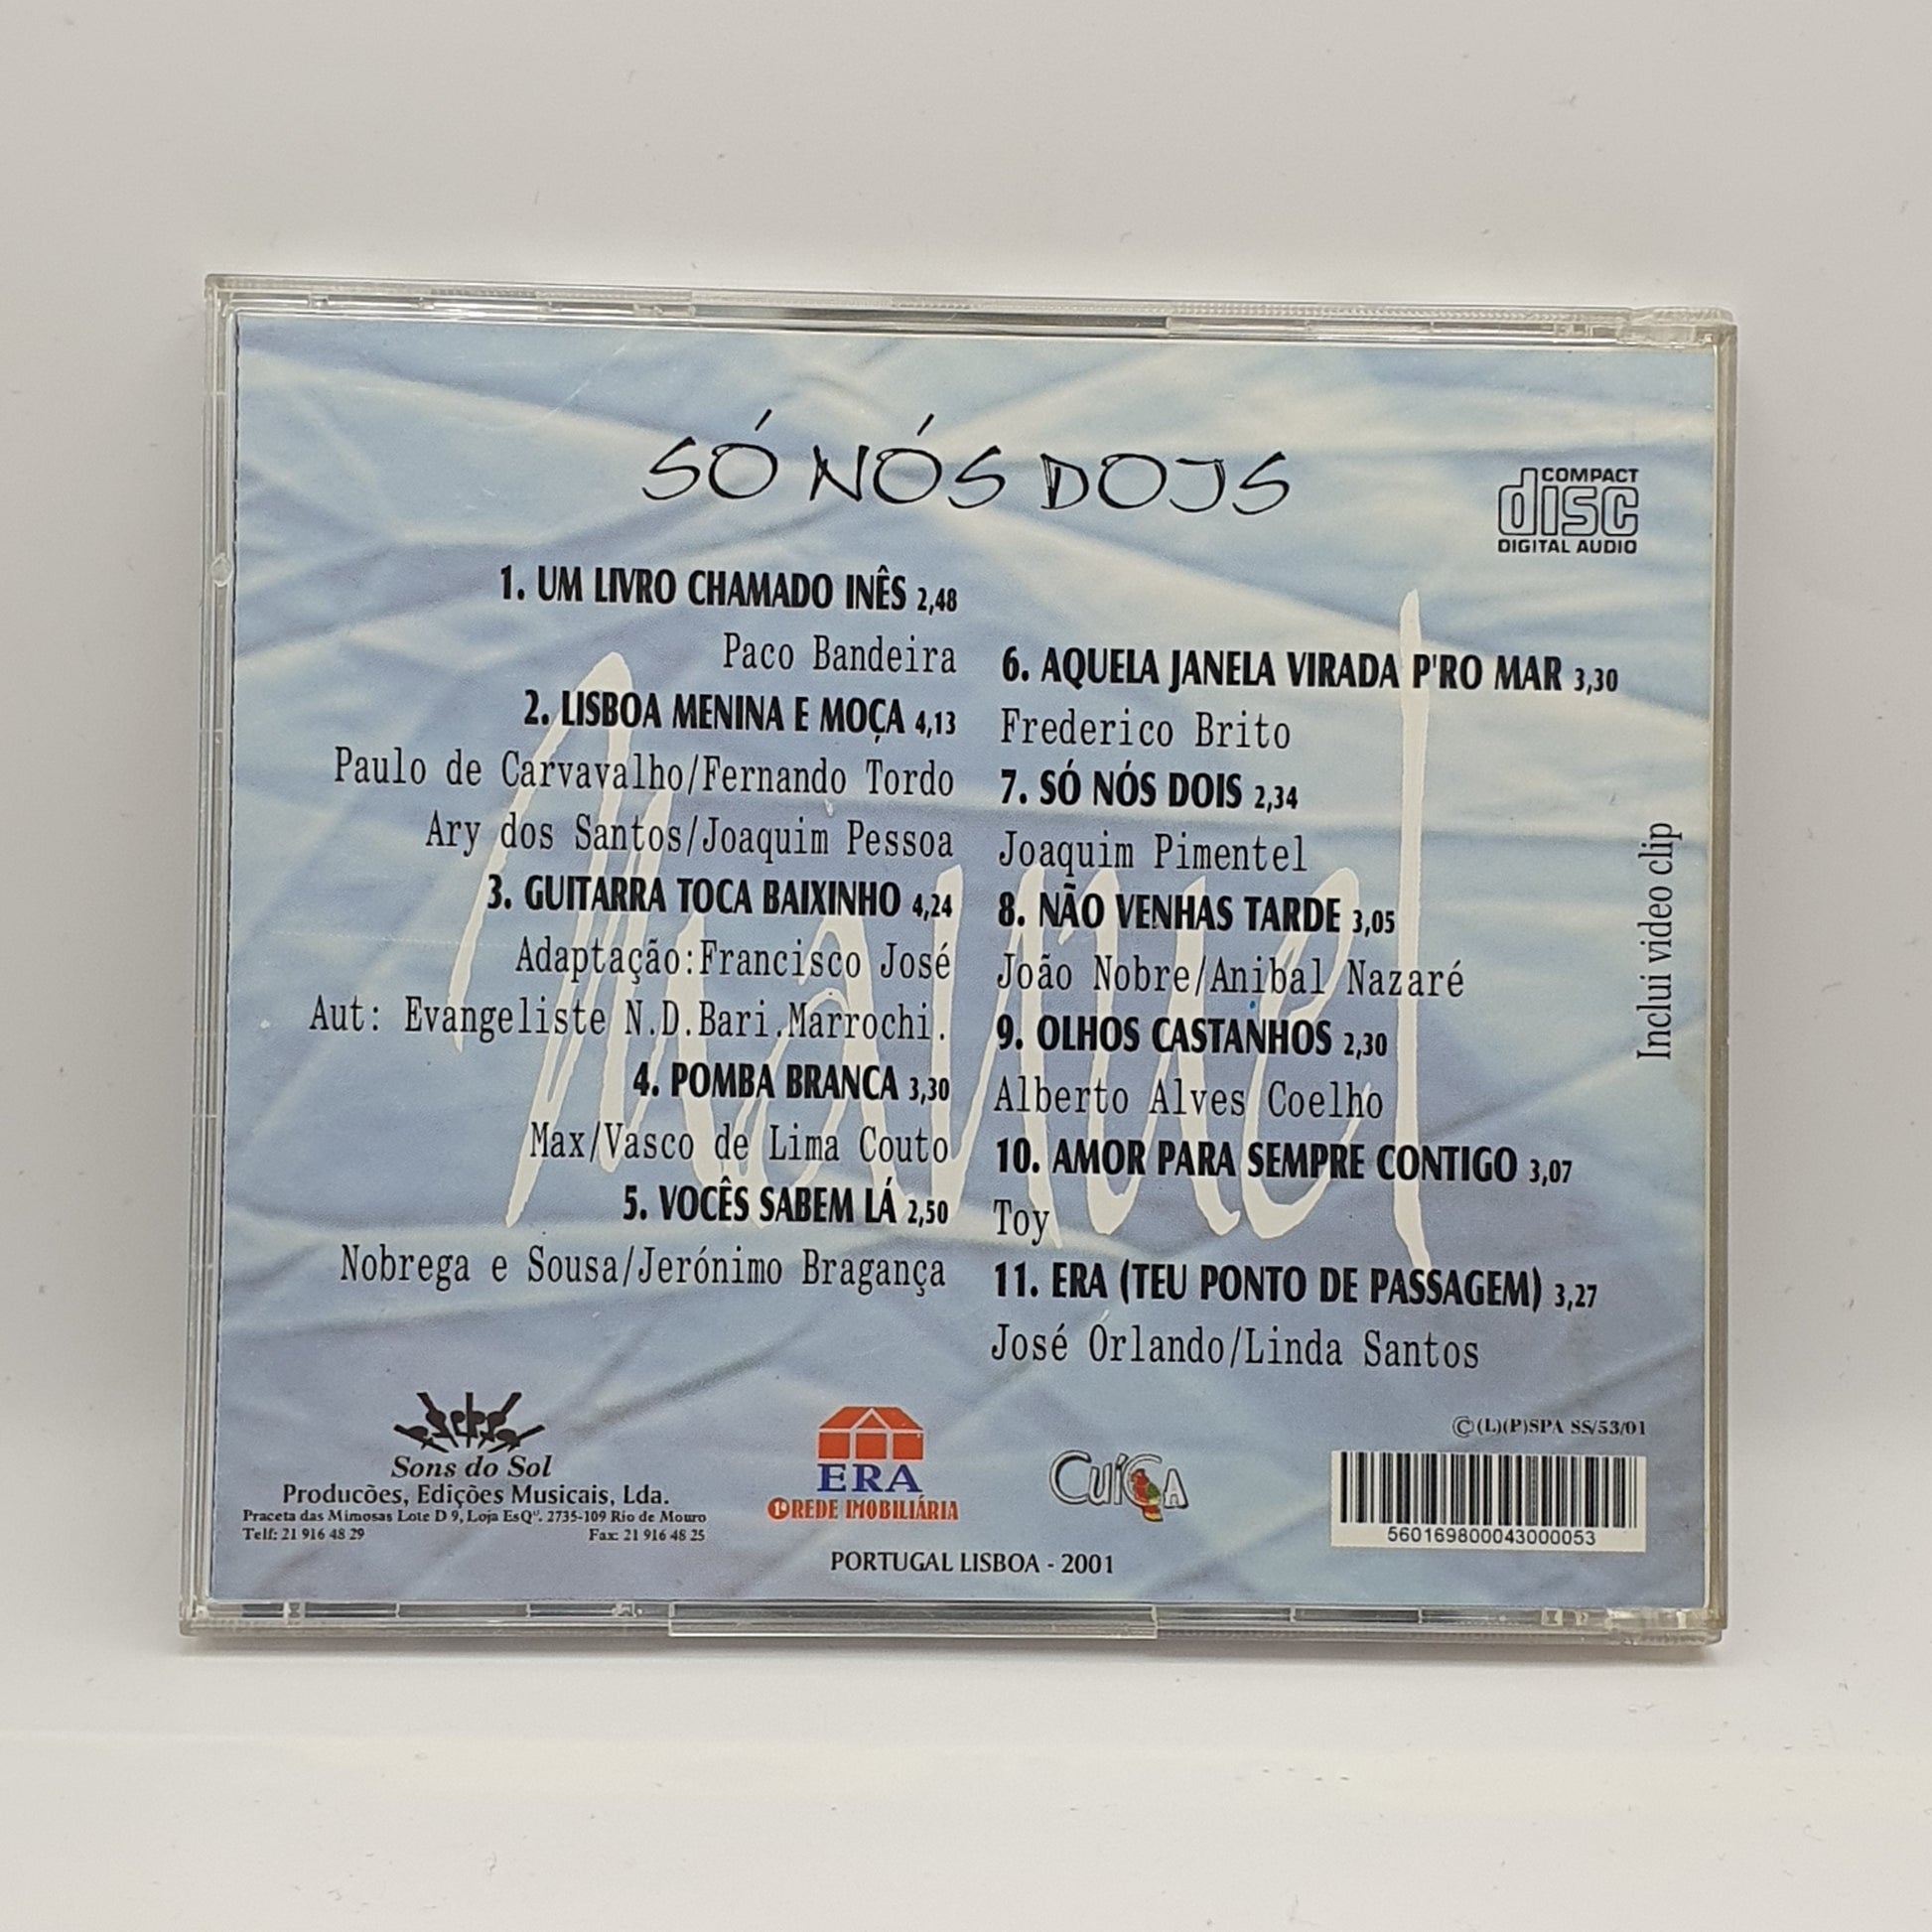 SÓ NÓS DOIS
COMPACT
disc
DIGITAL AUDIO
1. UM LIVRO CHAMADO INÊS 2,48
Paco Bandeira
2. LISBOA MENINA E MOÇA 4,13
Paulo de Carvavalho/Fernando Tordo
Ary dos Santos/Joaquim Pessoa
3. GUITARRA TOCA BAIXINHO 4,24
Adaptação:Francisco José
Aut: Evangeliste N.D.Bari.Marrochi.
4. POMBA BRANCA 3,30
Max/Vasco de Lima Couto
5. VOCÊS SABEM LÁ 2,50
Nobrega e Sousa/Jerónimo Bragança
6. AQUELA JANELA VIRADA P'RO MAR 3,30
Frederico Brito
7. SÓ NÓS DOIS 2,34
Joaquim Pimentel
8. NÃO VENHAS TARDE 3,05
João Nobre/Anibal Nazaré
9. OLHOS CASTANHOS 2,30
Alberto Alves Coelho
10. AMOR PARA SEMPRE CONTIGO 3,07
Toy
11. ERA (TEU PONTO DE PASSAGEM) 3,27
José Órlando/Linda Santos
Manuel
Inclui video clip
Sons do Sol
Producões, Edições Musicais, Lda.
Praceta das Mimosas Lote D 9, Loja EsQº. 2735-109 Rio de Mouro
Telf: 21 916 48 29 Fax: 21 916 48 25
ERA
REDE IMOBILIÁRIA
CuíCA
PORTUGAL LISBOA - 2001
©(L)(P)SPA SS/53/01
560169800043000053